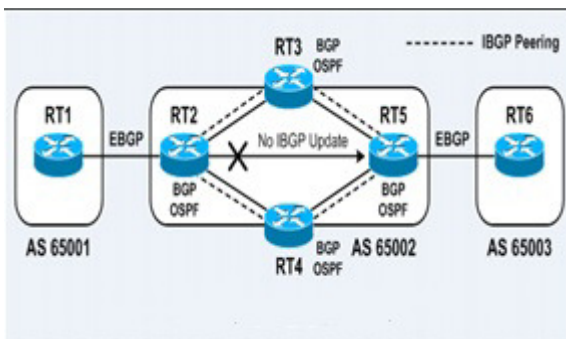 RT3
BGP
OSPF
IBGP Peering
RT1
EBGP
RT2
No IBGP Update
RT5
EBGP
RT6
BGP
OSPF
BGP
OSPF
AS 65001
RT4
BGP
OSPF
AS 65002
AS 65003